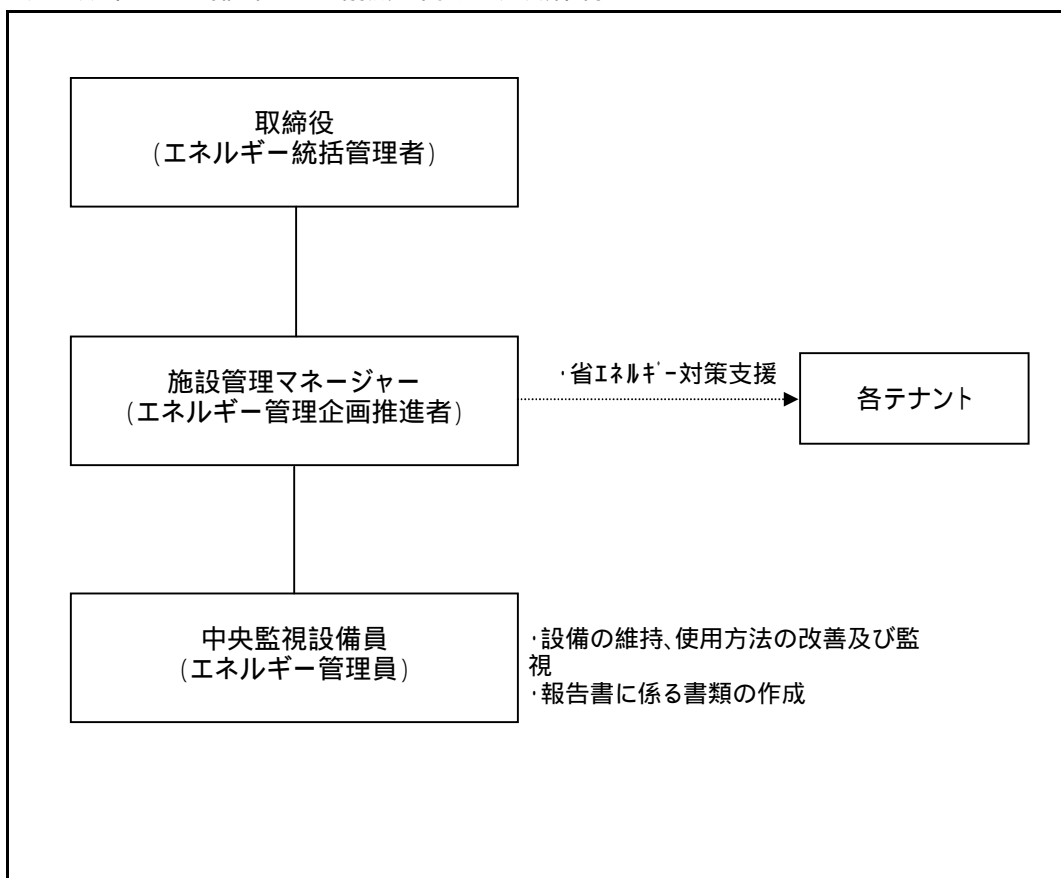 取締役
(エネルギー統括管理者)
施設管理マネージャー
(エネルギー管理企画推進者)
・省ｴﾈﾙｷﾞｰ対策支援
各テナント
中央監視設備員
(エネルギー管理員)
・設備の維持、使用方法の改善及び監
視
・報告書に係る書類の作成